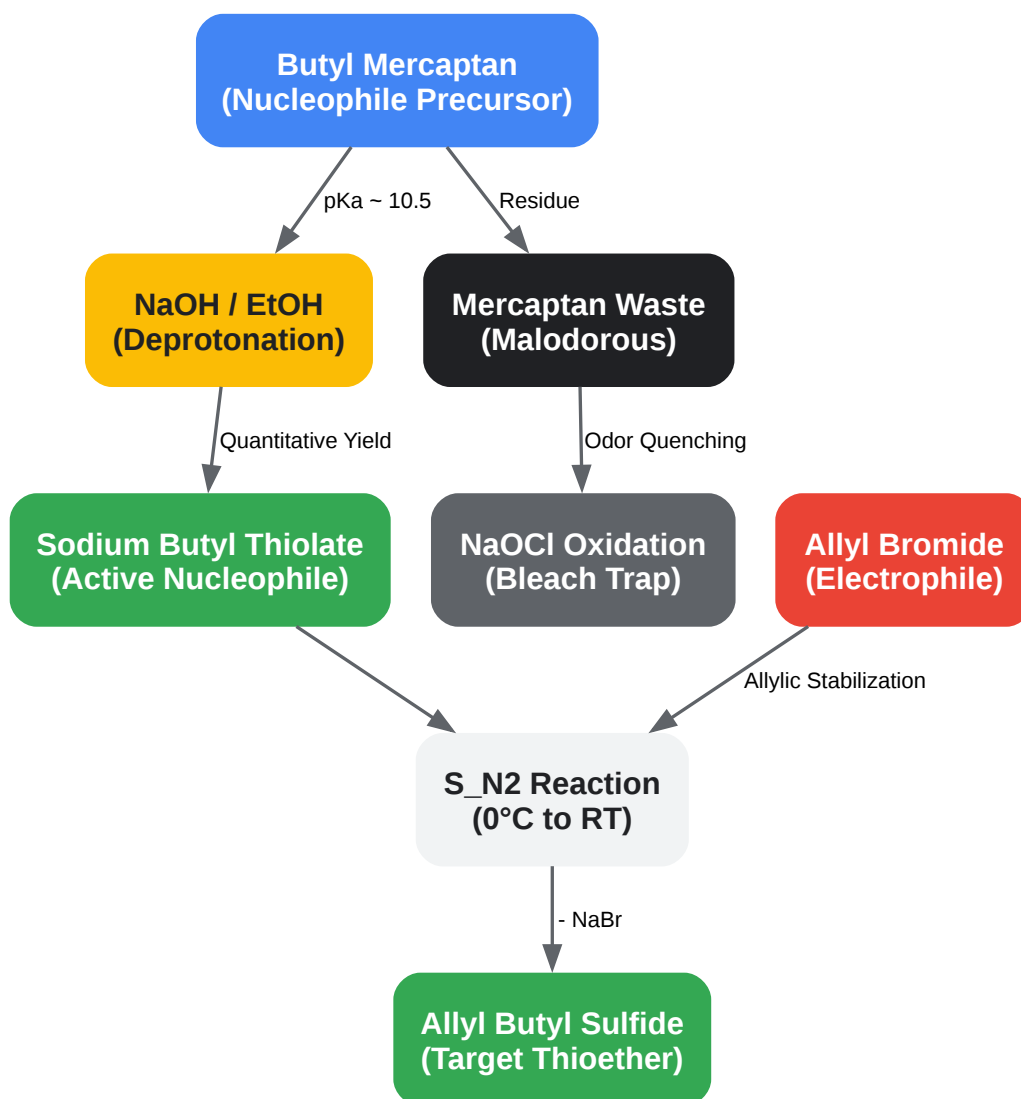 Butyl Mercaptan
(Nucleophile Precursor)
pKa ~ 10.5
Residue
NaOH / EtOH
(Deprotonation)
Mercaptan Waste
(Malodorous)
Quantitative Yield
Odor Quenching
Sodium Butyl Thiolate
(Active Nucleophile)
NaOCl Oxidation
(Bleach Trap)
Allyl Bromide
(Electrophile)
Allylic Stabilization
S_N2 Reaction
(0°C to RT)
- NaBr
Allyl Butyl Sulfide
(Target Thioether)